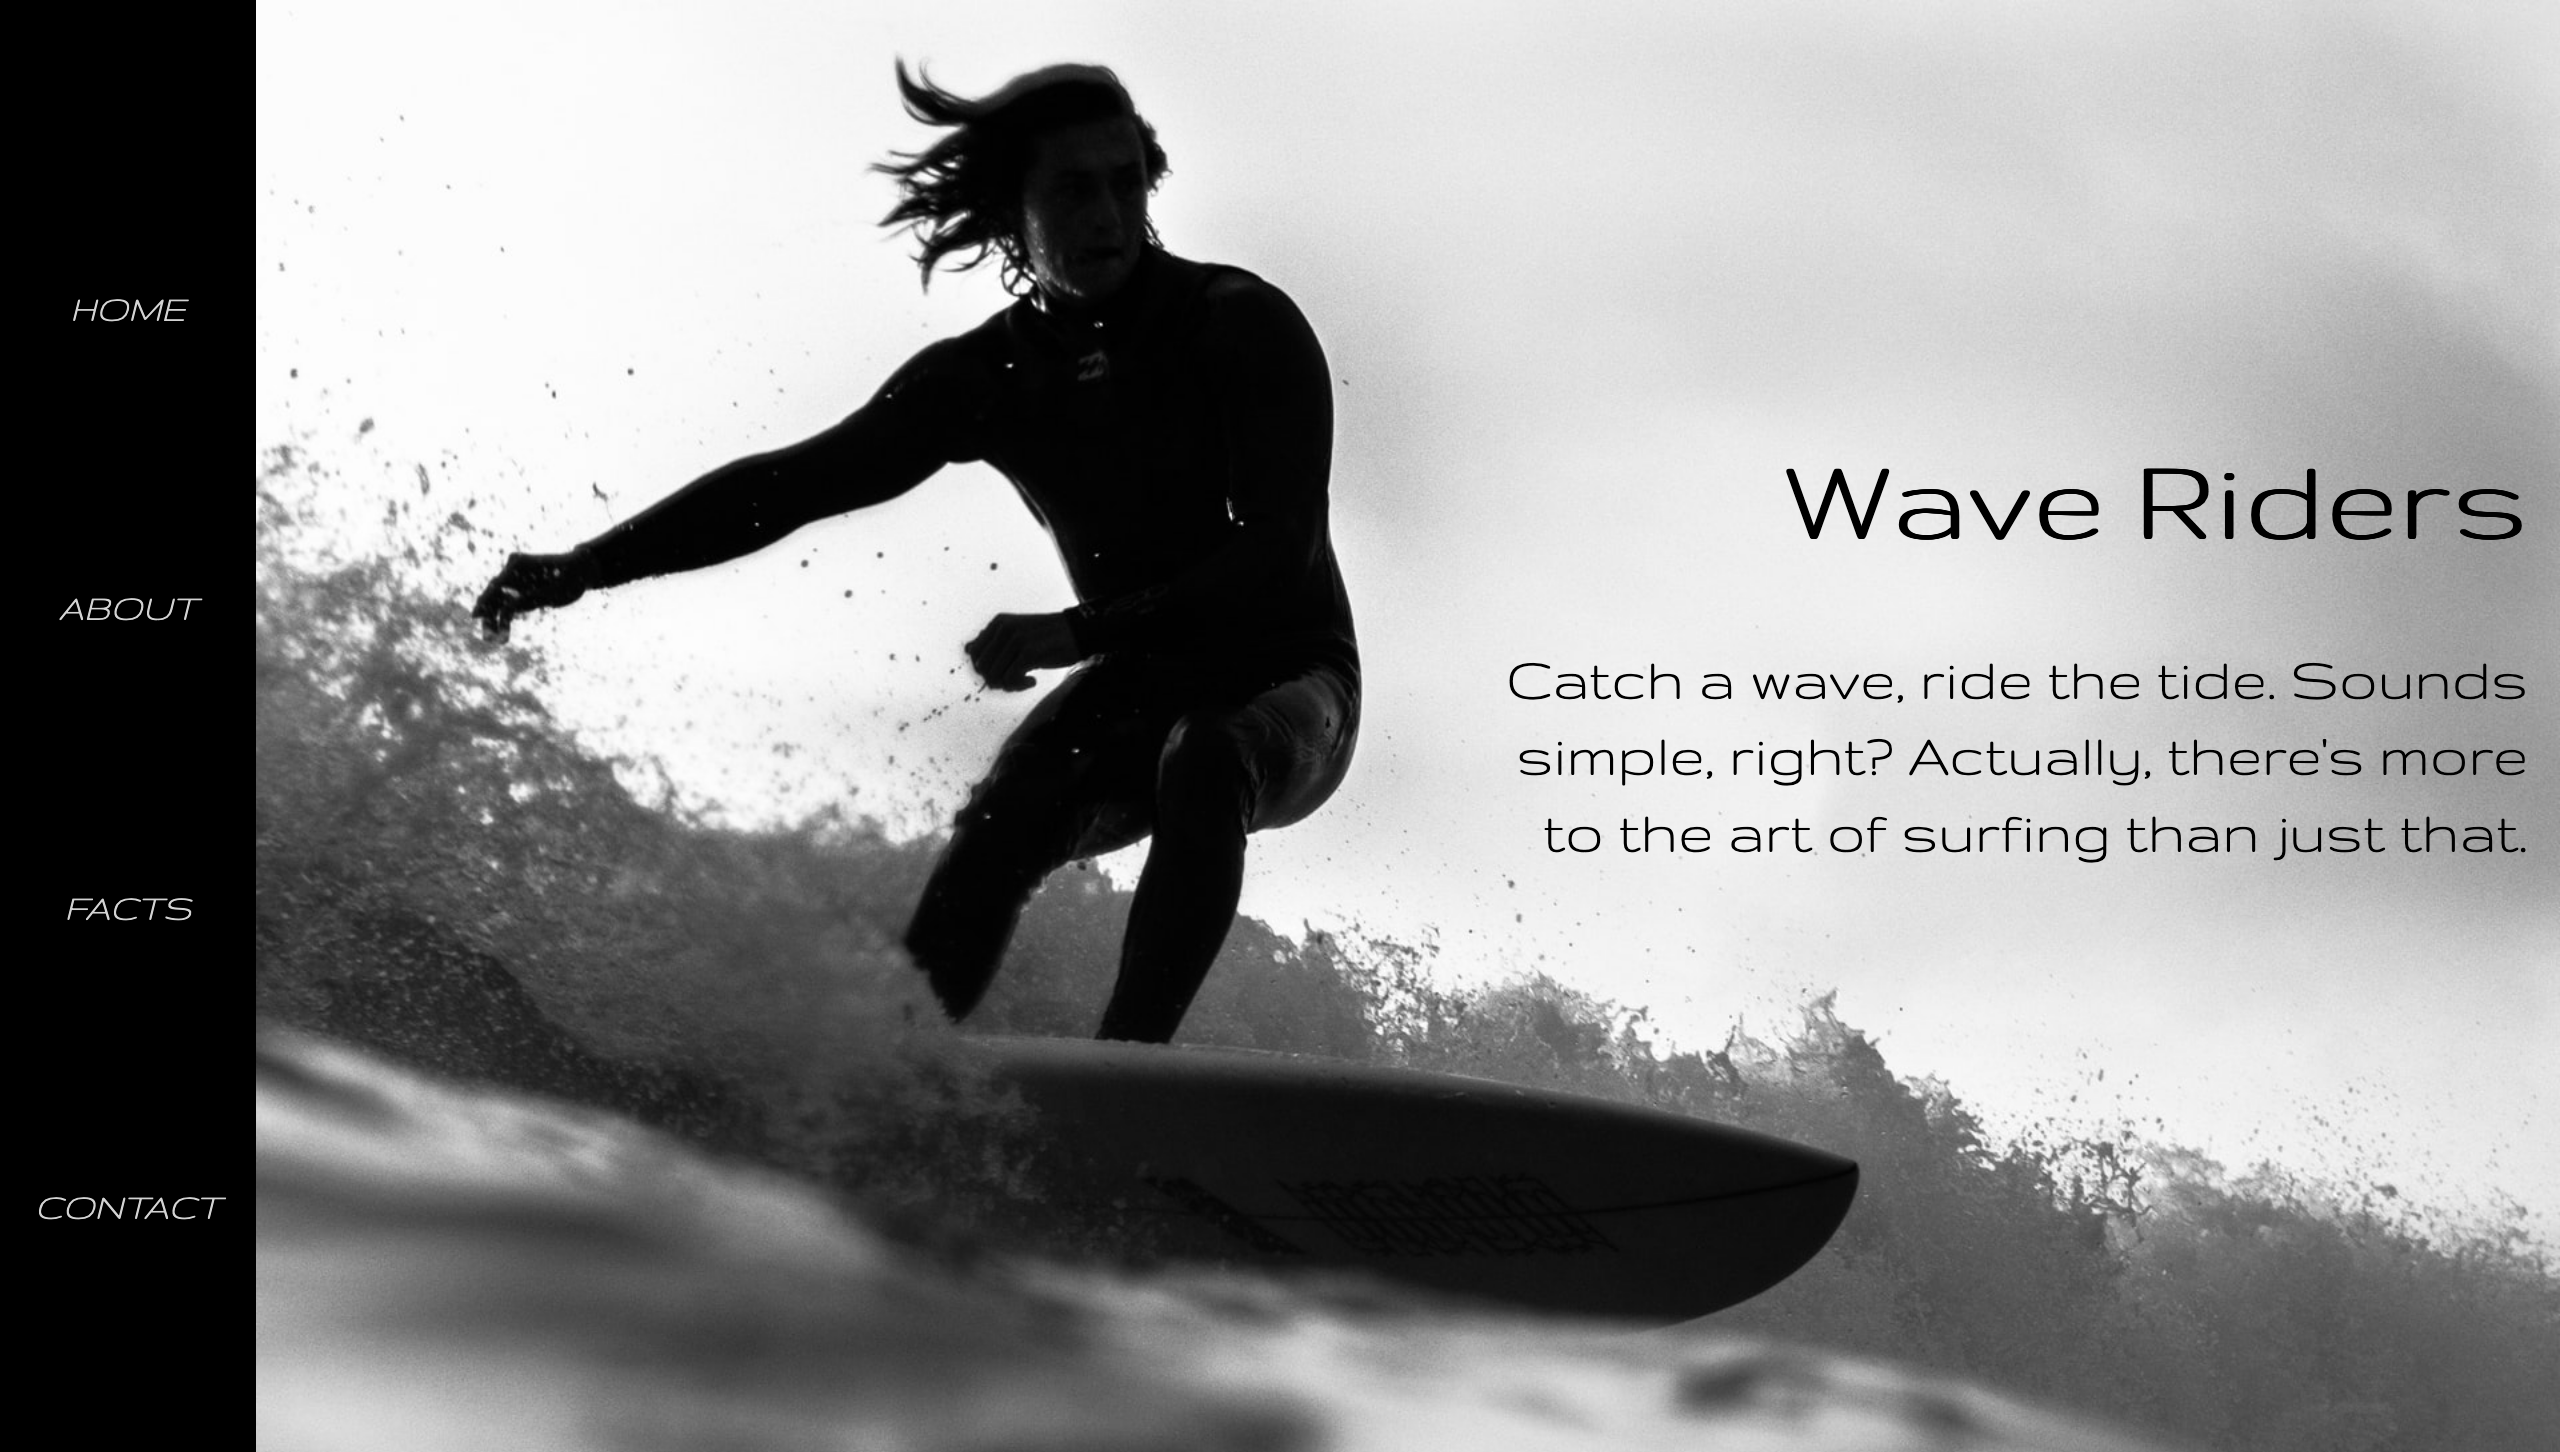 HOME
ABOUT
FACTS
CONTACT
Wave Riders
Catch a wave, ride the tide. Sounds
simple, right? Actually, there's more
to the art of surfing than just that.